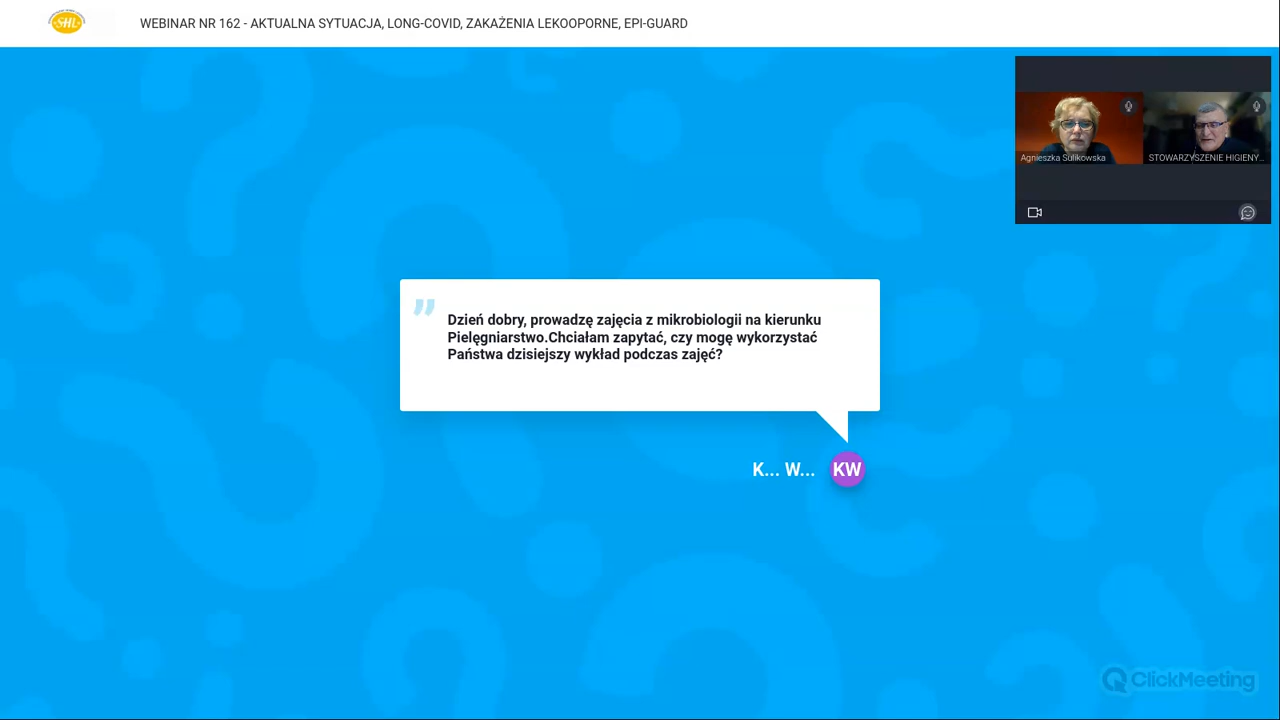 SHL
WEBINAR NR 162 - AKTUALNA SYTUACJA, LONG-COVID, ZAKAŻENIA LEKOOPORNE, EPI-GUARD
Agnieszka Sulikowska
STOWARZYSZENIE HIGIENY...
Dzień dobry, prowadzę zajęcia z mikrobiologii na kierunku
Pielęgniarstwo.Chciałam zapytać, czy mogę wykorzystać
Państwa dzisiejszy wykład podczas zajęć?
K... W... KW
ClickMeeting